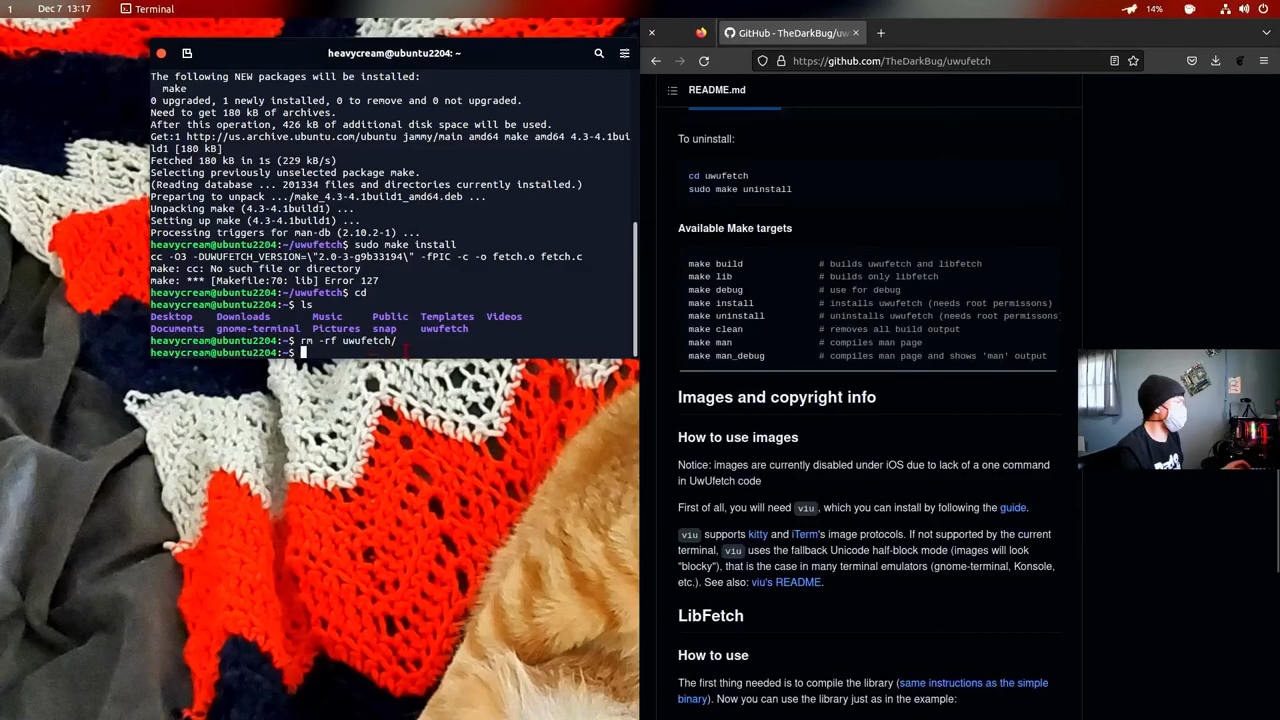 1 Dec 7 13:17 Terminal
14%
heavycream@ubuntu2204: ~
The following NEW packages will be installed:
make
0 upgraded, 1 newly installed, 0 to remove and 0 not upgraded.
Need to get 180 kB of archives.
After this operation, 426 kB of additional disk space will be used.
Get:1 http://us.archive.ubuntu.com/ubuntu jammy/main amd64 make amd64 4.3-4.1bui
ld1 [180 kB]
Fetched 180 kB in 1s (229 kB/s)
Selecting previously unselected package make.
(Reading database ... 201334 files and directories currently installed.)
Preparing to unpack .../make_4.3-4.1build1_amd64.deb ...
Unpacking make (4.3-4.1build1) ...
Setting up make (4.3-4.1build1) ...
Processing triggers for man-db (2.10.2-1) ...
heavycream@ubuntu2204:~/uwufetch$ sudo make install
cc -O3 -DUWUFETCH_VERSION=\"2.0-3-g9b33194\" -fPIC -c -o fetch.o fetch.c
make: cc: No such file or directory
make: *** [Makefile:70: lib] Error 127
heavycream@ubuntu2204:~/uwufetch$ cd
heavycream@ubuntu2204:~$ ls
Desktop Downloads Music Public Templates Videos
Documents gnome-terminal Pictures snap uwufetch
heavycream@ubuntu2204:~$ rm -rf uwufetch/
heavycream@ubuntu2204:~$
GitHub - TheDarkBug/uw
https://github.com/TheDarkBug/uwufetch
README.md
To uninstall:
cd uwufetch
sudo make uninstall
Available Make targets
make build # builds uwufetch and libfetch
make lib # builds only libfetch
make debug # use for debug
make install # installs uwufetch (needs root permissons)
make uninstall # uninstalls uwufetch (needs root permissons)
make clean # removes all build output
make man # compiles man page
make man_debug # compiles man page and shows 'man' output
Images and copyright info
How to use images
Notice: images are currently disabled under iOS due to lack of a one command
in UwUfetch code
First of all, you will need viu, which you can install by following the guide.
viu supports kitty and iTerm's image protocols. If not supported by the current
terminal, viu uses the fallback Unicode half-block mode (images will look
"blocky"), that is the case in many terminal emulators (gnome-terminal, Konsole,
etc.). See also: viu's README.
LibFetch
How to use
The first thing needed is to compile the library (same instructions as the simple
binary). Now you can use the library just as in the example: